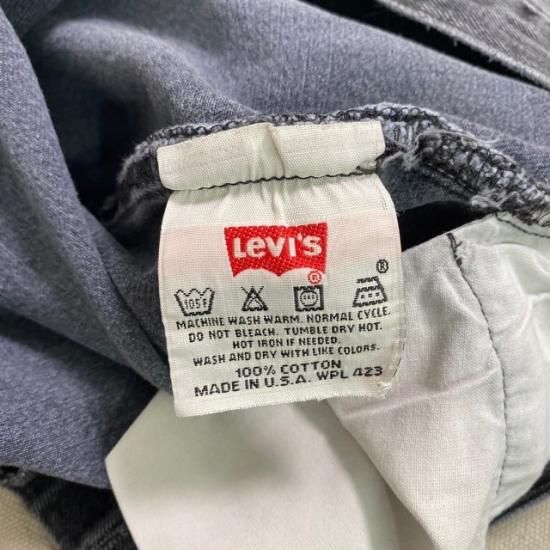 Levi's
®
®
105F
MACHINE WASH WARM. NORMAL CYCLE.
DO NOT BLEACH. TUMBLE DRY HOT.
HOT IRON IF NEEDED.
WASH AND DRY WITH LIKE COLORS.
100% COTTON
MADE IN U.S.A. WPL 423